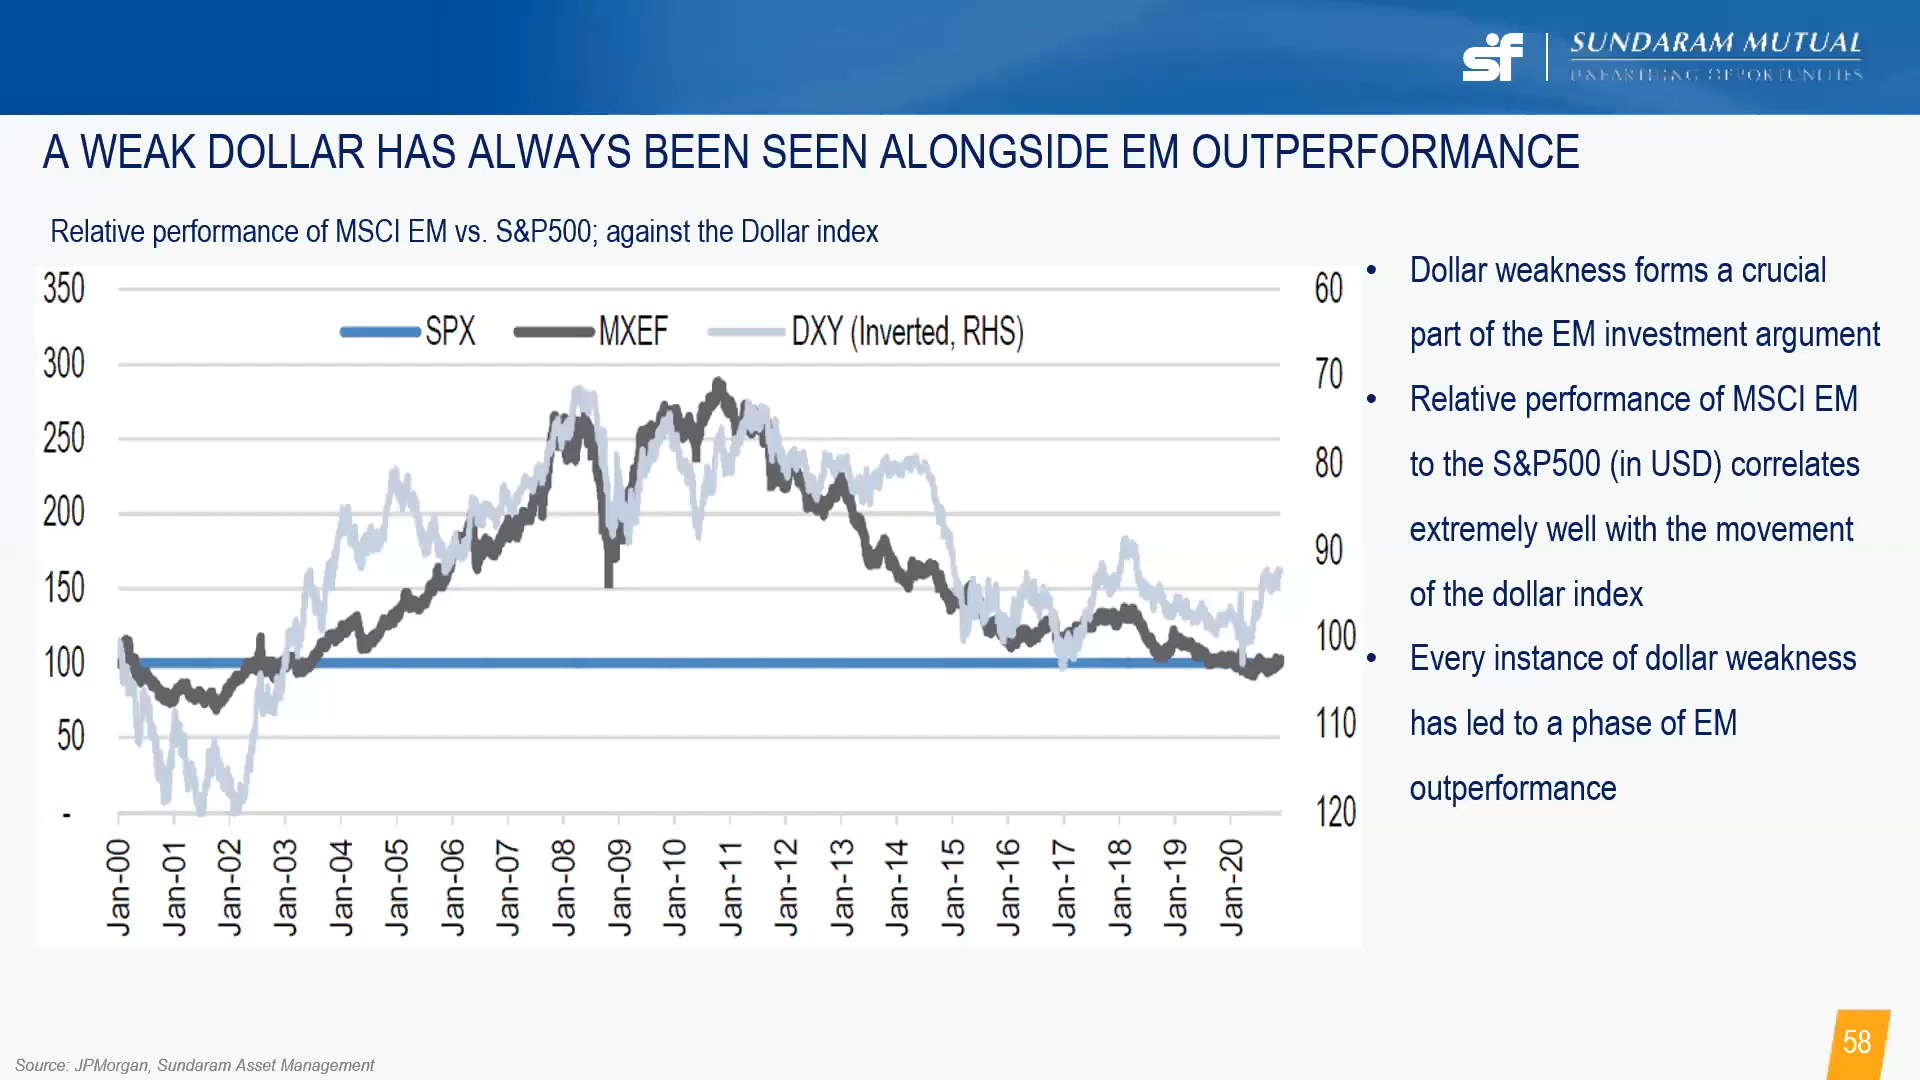 SUNDARAM MUTUAL
UNEARTHING OPPORTUNITIES
A WEAK DOLLAR HAS ALWAYS BEEN SEEN ALONGSIDE EM OUTPERFORMANCE
Relative performance of MSCI EM vs. S&P500; against the Dollar index
350
300
250
200
150
100
50
-
SPX MXEF DXY (Inverted, RHS)
60
70
80
90
100
110
120
Jan-00
Jan-01
Jan-02
Jan-03
Jan-04
Jan-05
Jan-06
Jan-07
Jan-08
Jan-09
Jan-10
Jan-11
Jan-12
Jan-13
Jan-14
Jan-15
Jan-16
Jan-17
Jan-18
Jan-19
Jan-20
• Dollar weakness forms a crucial
part of the EM investment argument
• Relative performance of MSCI EM
to the S&P500 (in USD) correlates
extremely well with the movement
of the dollar index
• Every instance of dollar weakness
has led to a phase of EM
outperformance
Source: JPMorgan, Sundaram Asset Management
58